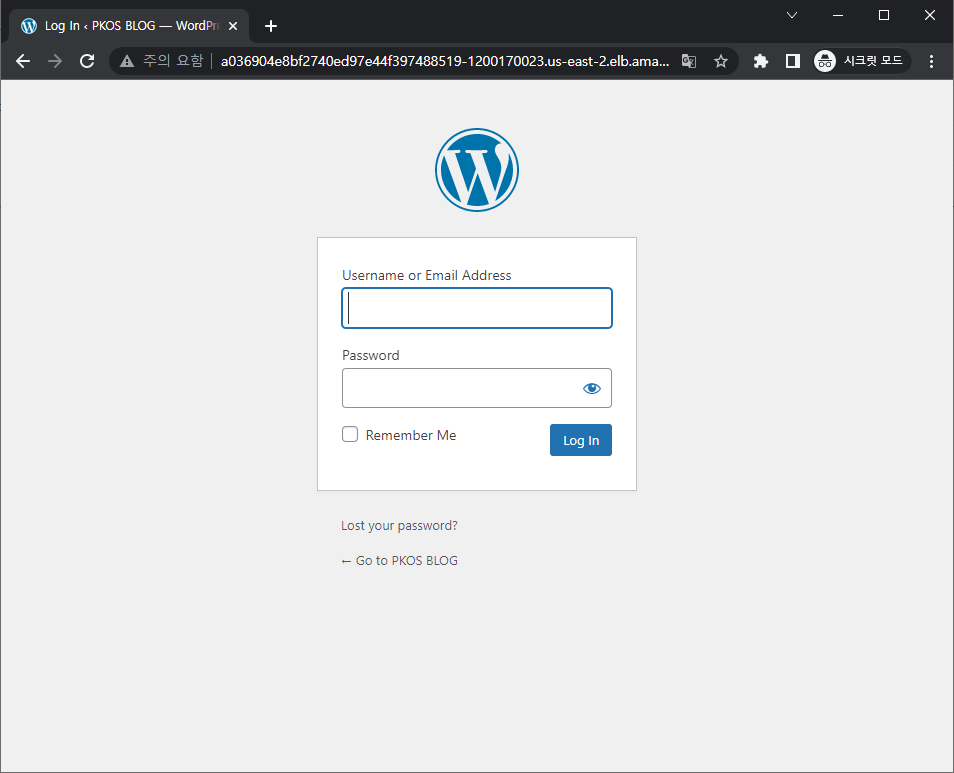 Log In ‹ PKOS BLOG — WordPr
주의 요함 a036904e8bf2740ed97e44f397488519-1200170023.us-east-2.elb.ama... 시크릿 모드
Username or Email Address
Password
Remember Me
Log In
Lost your password?
← Go to PKOS BLOG